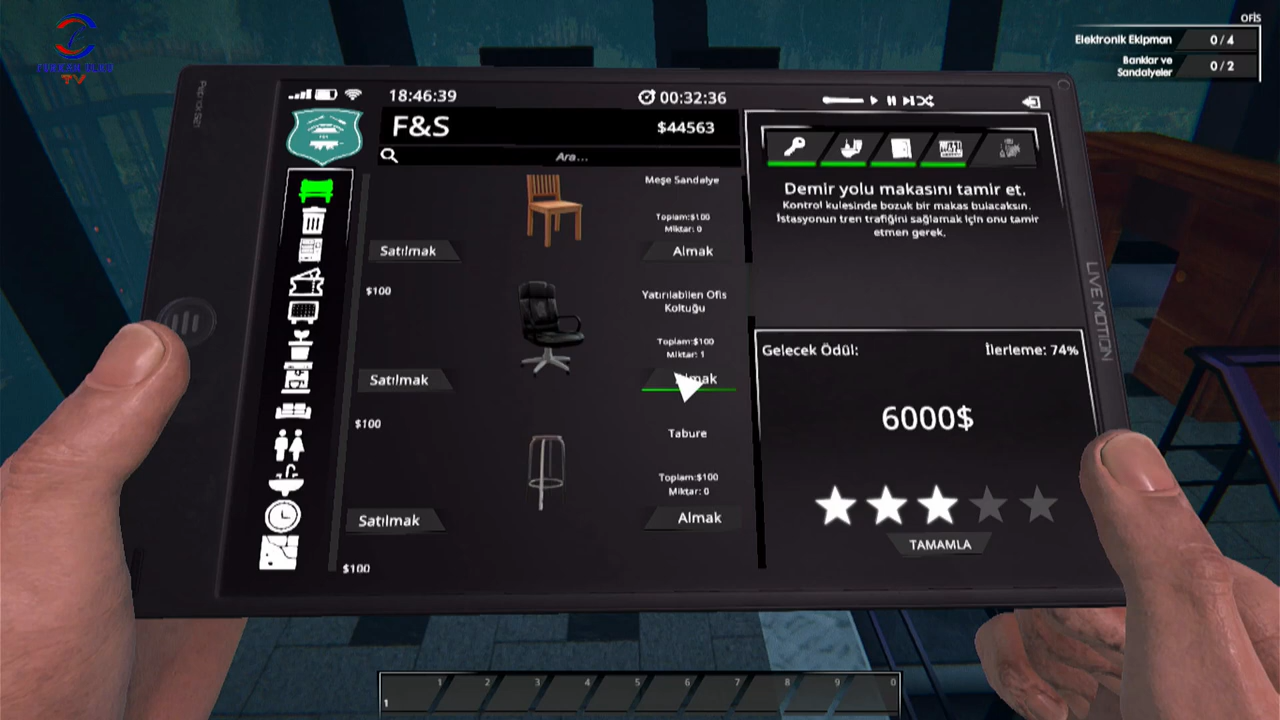 OFİS
Elektronik Ekipman 0/4
Banklar ve
Sandalyeler 0/2
TV
18:46:39 00:32:36
F&S $44563
Ara...
Meşe Sandalye
Toplam:$100
Miktar: 0
Satılmak Almak
$100
Yatırılabilen Ofis
Koltuğu
Toplam:$100
Miktar: 1
Satılmak
$100
Tabure
Toplam:$100
Miktar: 0
Satılmak Almak
$100
Demir yolu makasını tamir et.
Kontrol kulesinde bozuk bir makas bulacaksın.
İstasyonun tren trafiğini sağlamak için onu tamir
etmen gerek.
Gelecek Ödül: İlerleme: 74%
6000$
TAMAMLA
LIVE MOTION
1 2 3 4 5 6 7 8 9 0
1